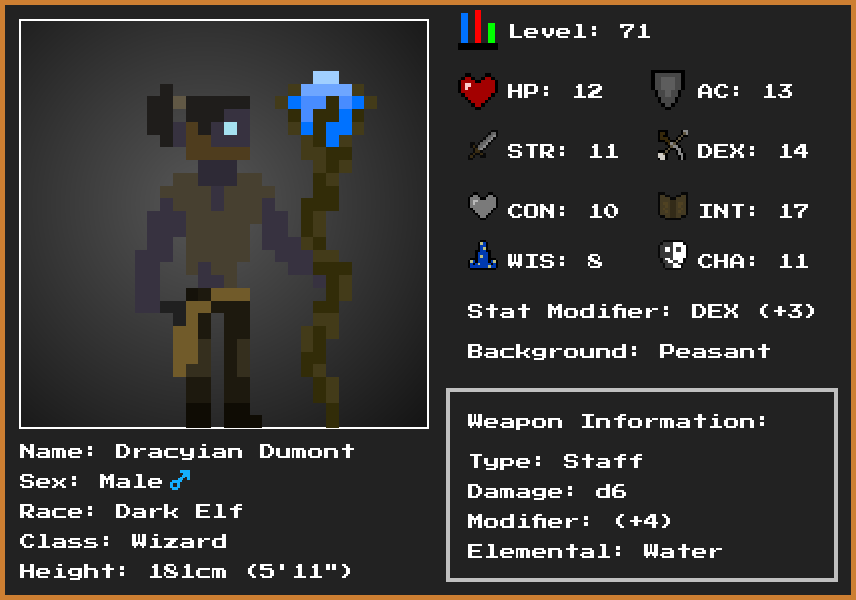 Level: 71
HP: 12 AC: 13
STR: 11 DEX: 14
CON: 10 INT: 17
WIS: 8 CHA: 11
Stat Modifier: DEX (+3)
Background: Peasant
Weapon Information:
Type: Staff
Damage: d6
Modifier: (+4)
Elemental: Water
Name: Dracyian Dumont
Sex: Male♂
Race: Dark Elf
Class: Wizard
Height: 181cm (5'11")